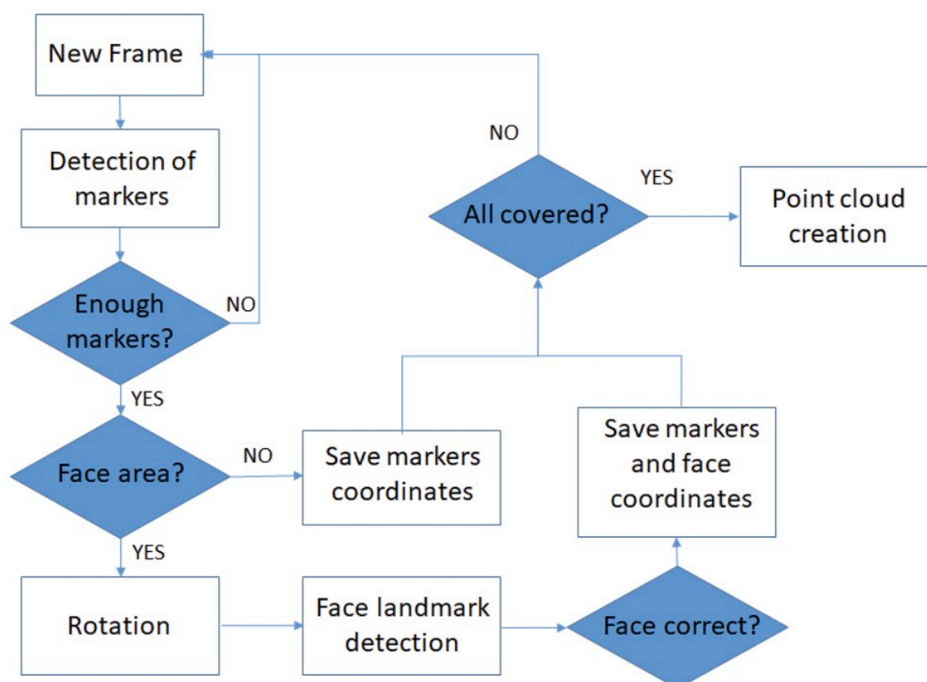 New Frame
NO
Detection of
markers
All covered?
YES
Point cloud
creation
Enough
markers?
NO
YES
Face area?
NO
Save markers
coordinates
Save markers
and face
coordinates
YES
Rotation
Face landmark
detection
Face correct?